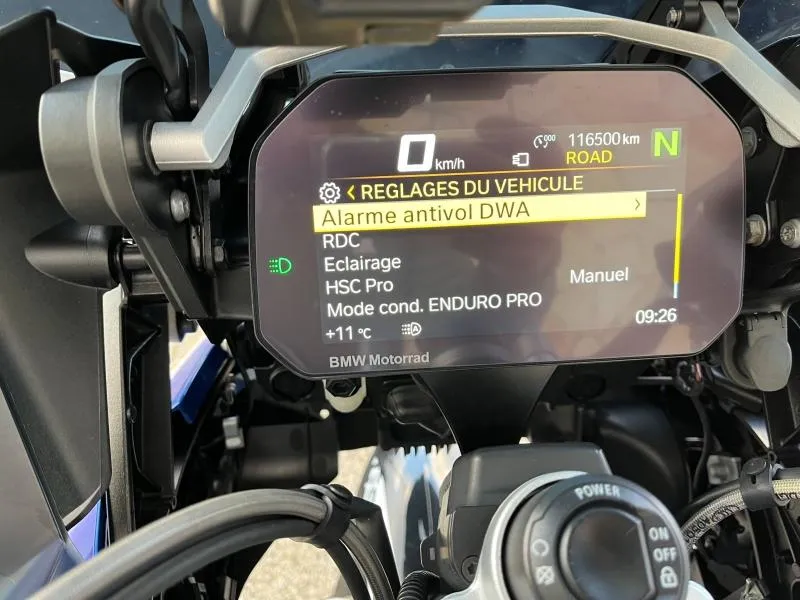 0 km/h
000 116500 km
ROAD N
REGLAGES DU VEHICULE
Alarme antivol DWA
RDC
Eclairage
HSC Pro Manuel
Mode cond. ENDURO PRO
+11 °C A 09:26
BMW Motorrad
POWER
ON
OFF